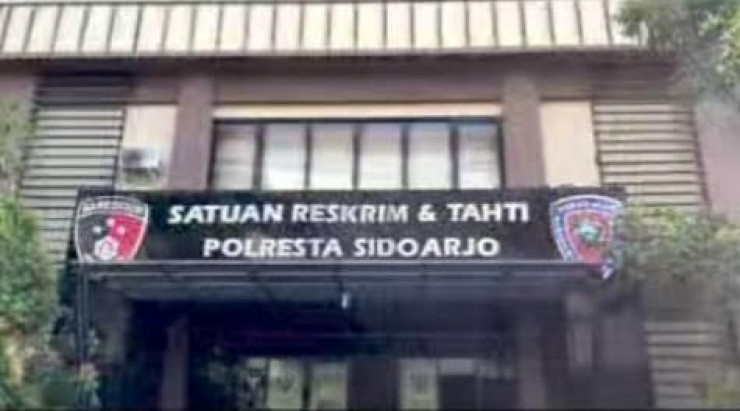 SATUAN RESKRIM & TAHTI
POLRESTA SIDOARJO